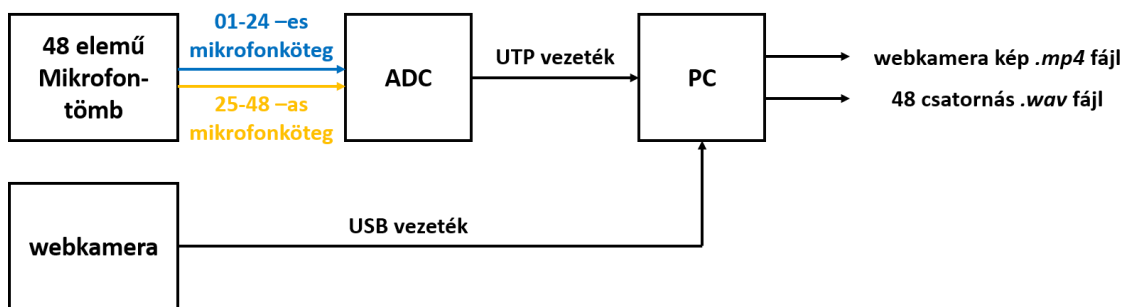 48 elemű
Mikrofon-
tömb
01-24 –es
mikrofonköteg
25-48 –as
mikrofonköteg
ADC
UTP vezeték
PC
webkamera kép .mp4 fájl
48 csatornás .wav fájl
webkamera
USB vezeték